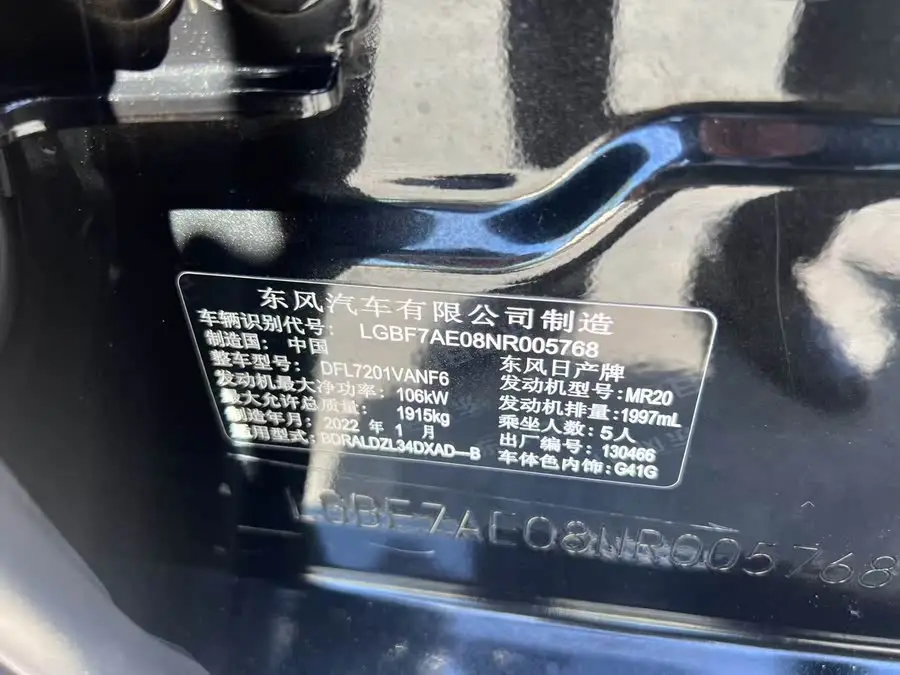 东风汽车有限公司制造
车辆识别代号: LGBF7AE08NR005768
制造国: 中国 东风日产牌
整车型号: DFL7201VANF6 发动机型号:MR20
发动机最大净功率: 106kW 发动机排量:1997mL
最大允许总质量: 1915kg 乘坐人数:5人
制造年月: 2022 年 1 月 出厂编号:130466
适用型式: BDRALDZL34DXAD—B 车体色内饰:G41G
LGBF7AE08NR005768